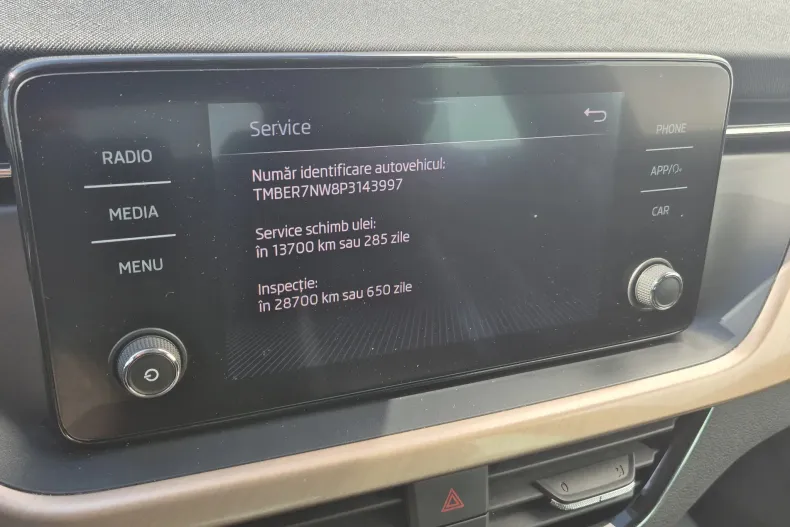 RADIO
MEDIA
MENU
Service
Număr identificare autovehicul:
TMBER7NW8P3143997
Service schimb ulei:
în 13700 km sau 285 zile
Inspecție:
în 28700 km sau 650 zile
PHONE
APP/
CAR